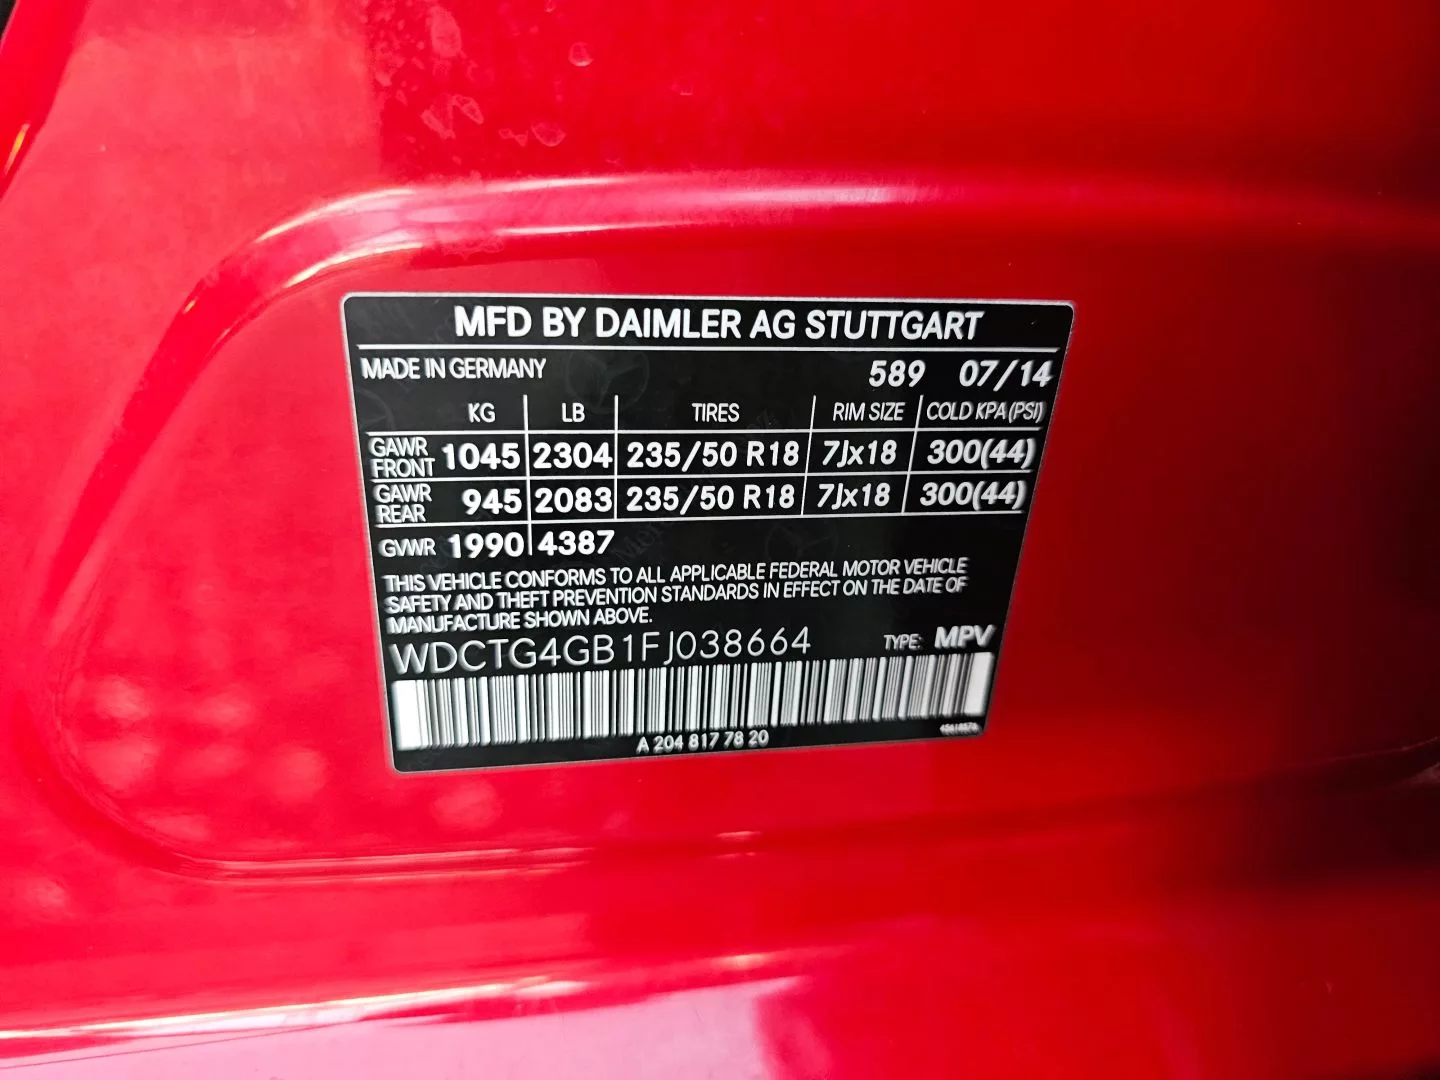 MFD BY DAIMLER AG STUTTGART
MADE IN GERMANY 589 07/14
KG LB TIRES RIM SIZE COLD KPA (PSI)
GAWR FRONT 1045 2304 235/50 R18 7Jx18 300(44)
GAWR REAR 945 2083 235/50 R18 7Jx18 300(44)
GVWR 1990 4387
THIS VEHICLE CONFORMS TO ALL APPLICABLE FEDERAL MOTOR VEHICLE
SAFETY AND THEFT PREVENTION STANDARDS IN EFFECT ON THE DATE OF
MANUFACTURE SHOWN ABOVE.
WDCTG4GB1FJ038664 TYPE: MPV
A 204 817 78 20